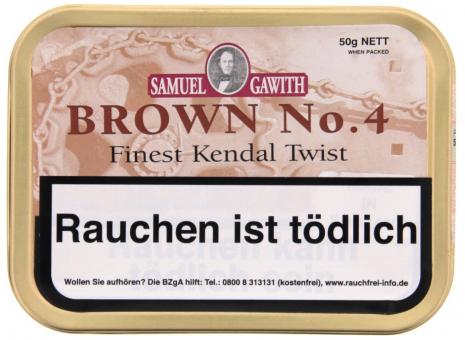 50g NETT
WHEN PACKED
SAMUEL GAWITH
BROWN No.4
Finest Kendal Twist
Rauchen ist tödlich
Wollen Sie aufhören? Die BZgA hilft: Tel.: 0800 8 313131 (kostenfrei), www.rauchfrei-info.de